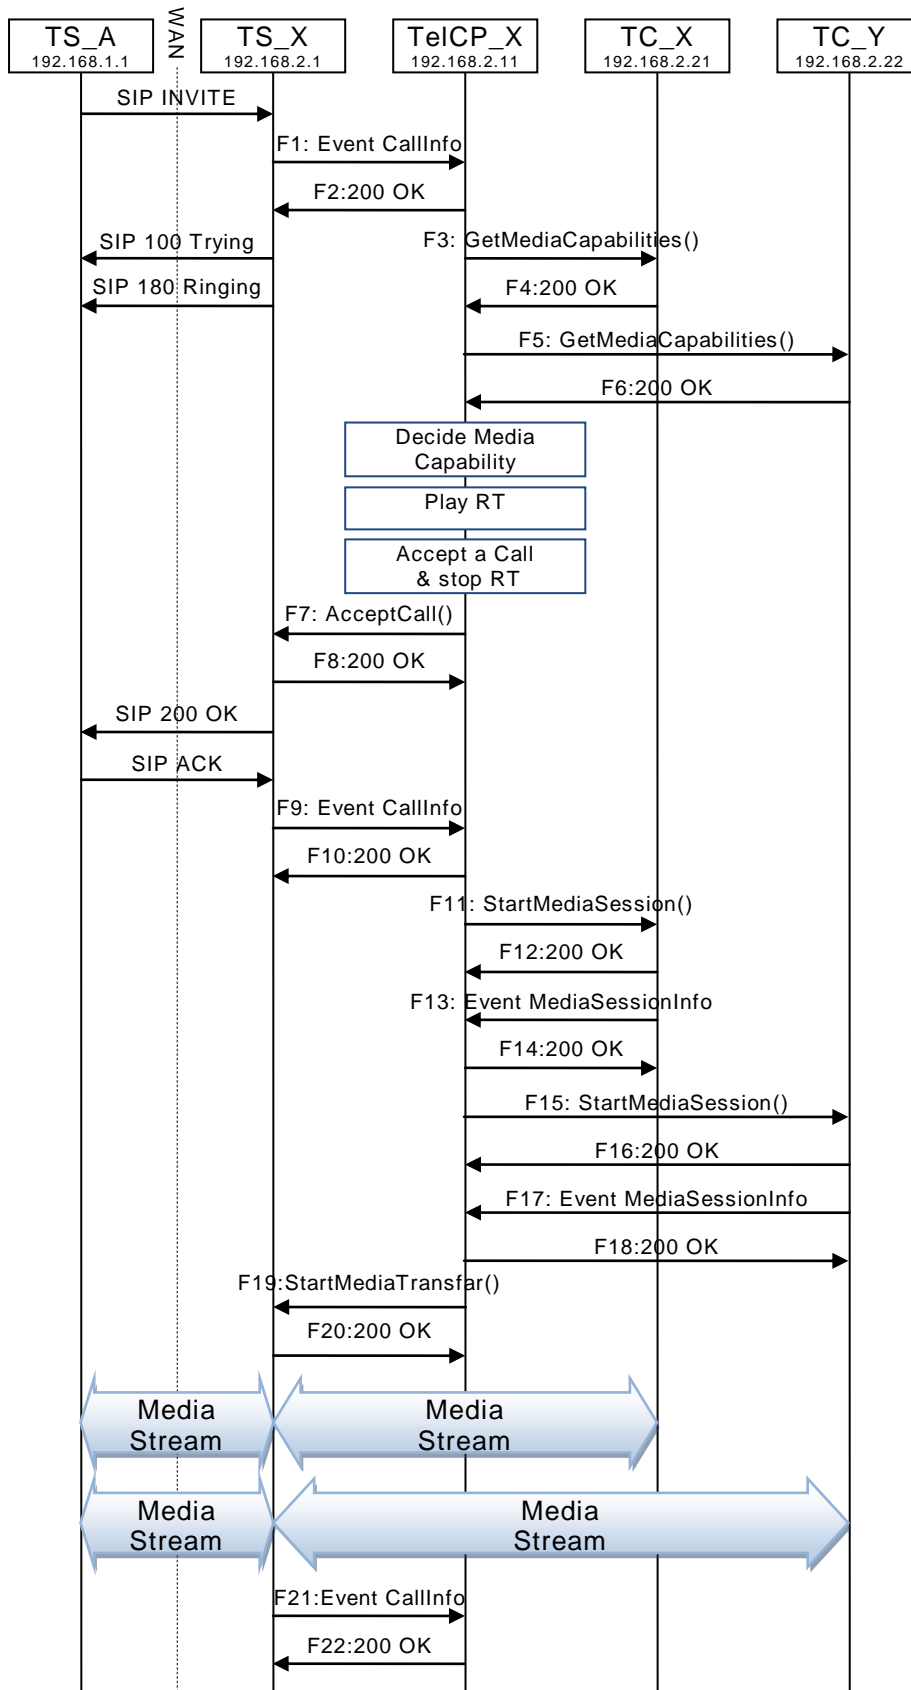 TS_A
192.168.1.1
WAN
TS_X
192.168.2.1
TelCP_X
192.168.2.11
TC_X
192.168.2.21
TC_Y
192.168.2.22
SIP INVITE
F1: Event CallInfo
F2:200 OK
SIP 100 Trying
F3: GetMediaCapabilities()
SIP 180 Ringing
F4:200 OK
F5: GetMediaCapabilities()
F6:200 OK
Decide Media
Capability
Play RT
Accept a Call
& stop RT
F7: AcceptCall()
F8:200 OK
SIP 200 OK
SIP ACK
F9: Event CallInfo
F10:200 OK
F11: StartMediaSession()
F12:200 OK
F13: Event MediaSessionInfo
F14:200 OK
F15: StartMediaSession()
F16:200 OK
F17: Event MediaSessionInfo
F18:200 OK
F19:StartMediaTransfar()
F20:200 OK
Media
Stream
Media
Stream
Media
Stream
Media
Stream
F21:Event CallInfo
F22:200 OK